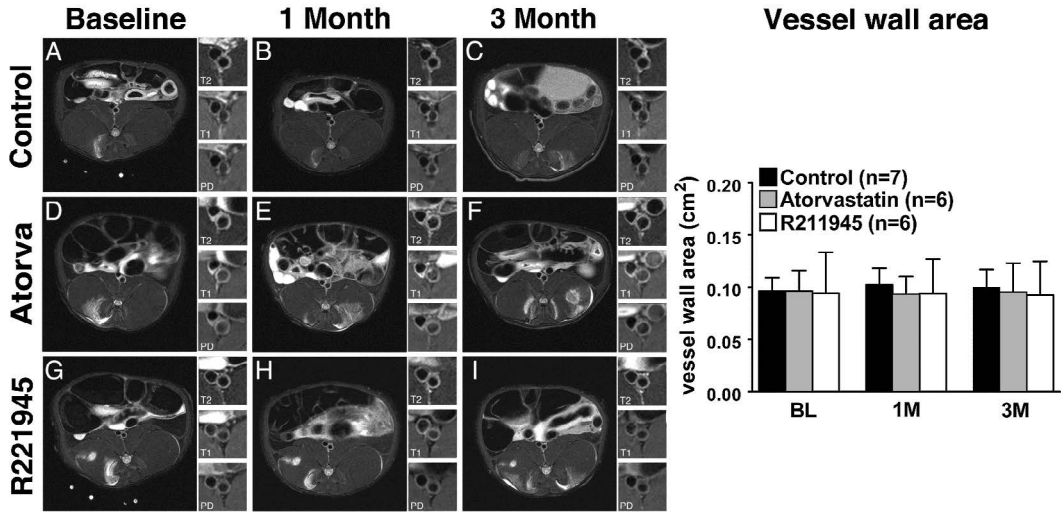 Baseline 1 Month 3 Month Vessel wall area
Control
A
T2
T1
PD
B
T2
T1
PD
C
T2
T1
PD
Atorva
D
T2
T1
PD
E
T2
T1
PD
F
T2
T1
PD
R221945
G
T2
T1
PD
H
T2
T1
PD
I
T2
T1
PD
Control (n=7)
Atorvastatin (n=6)
R211945 (n=6)
vessel wall area (cm²)
0.20
0.15
0.10
0.05
0.00
BL 1M 3M